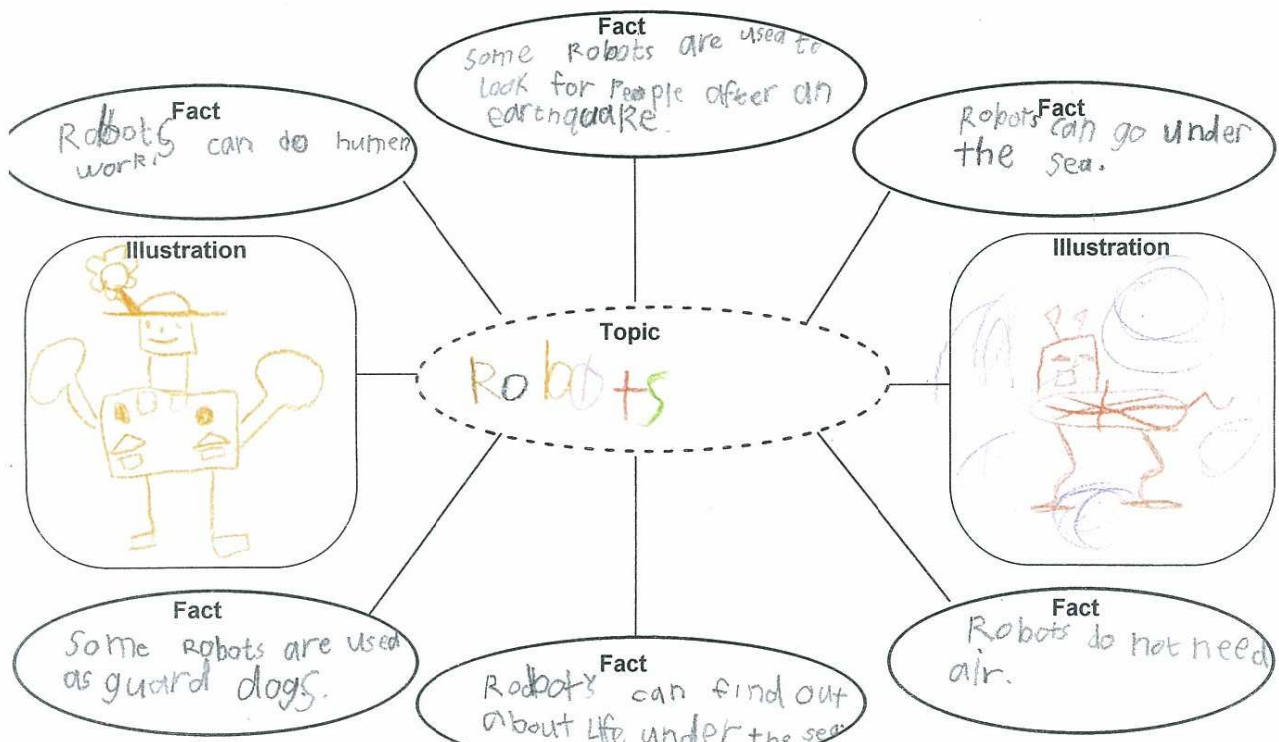 Fact
Some Robots are used to
Look for People after an
earthquake.
Fact
Robots can do humen
work.
Fact
Robots can go under
the sea.
Illustration
Illustration
Topic
Robots
Fact
Some Robots are used
as guard dogs.
Fact
Robots can find out
about life under the sea
Fact
Robots do not need
air.